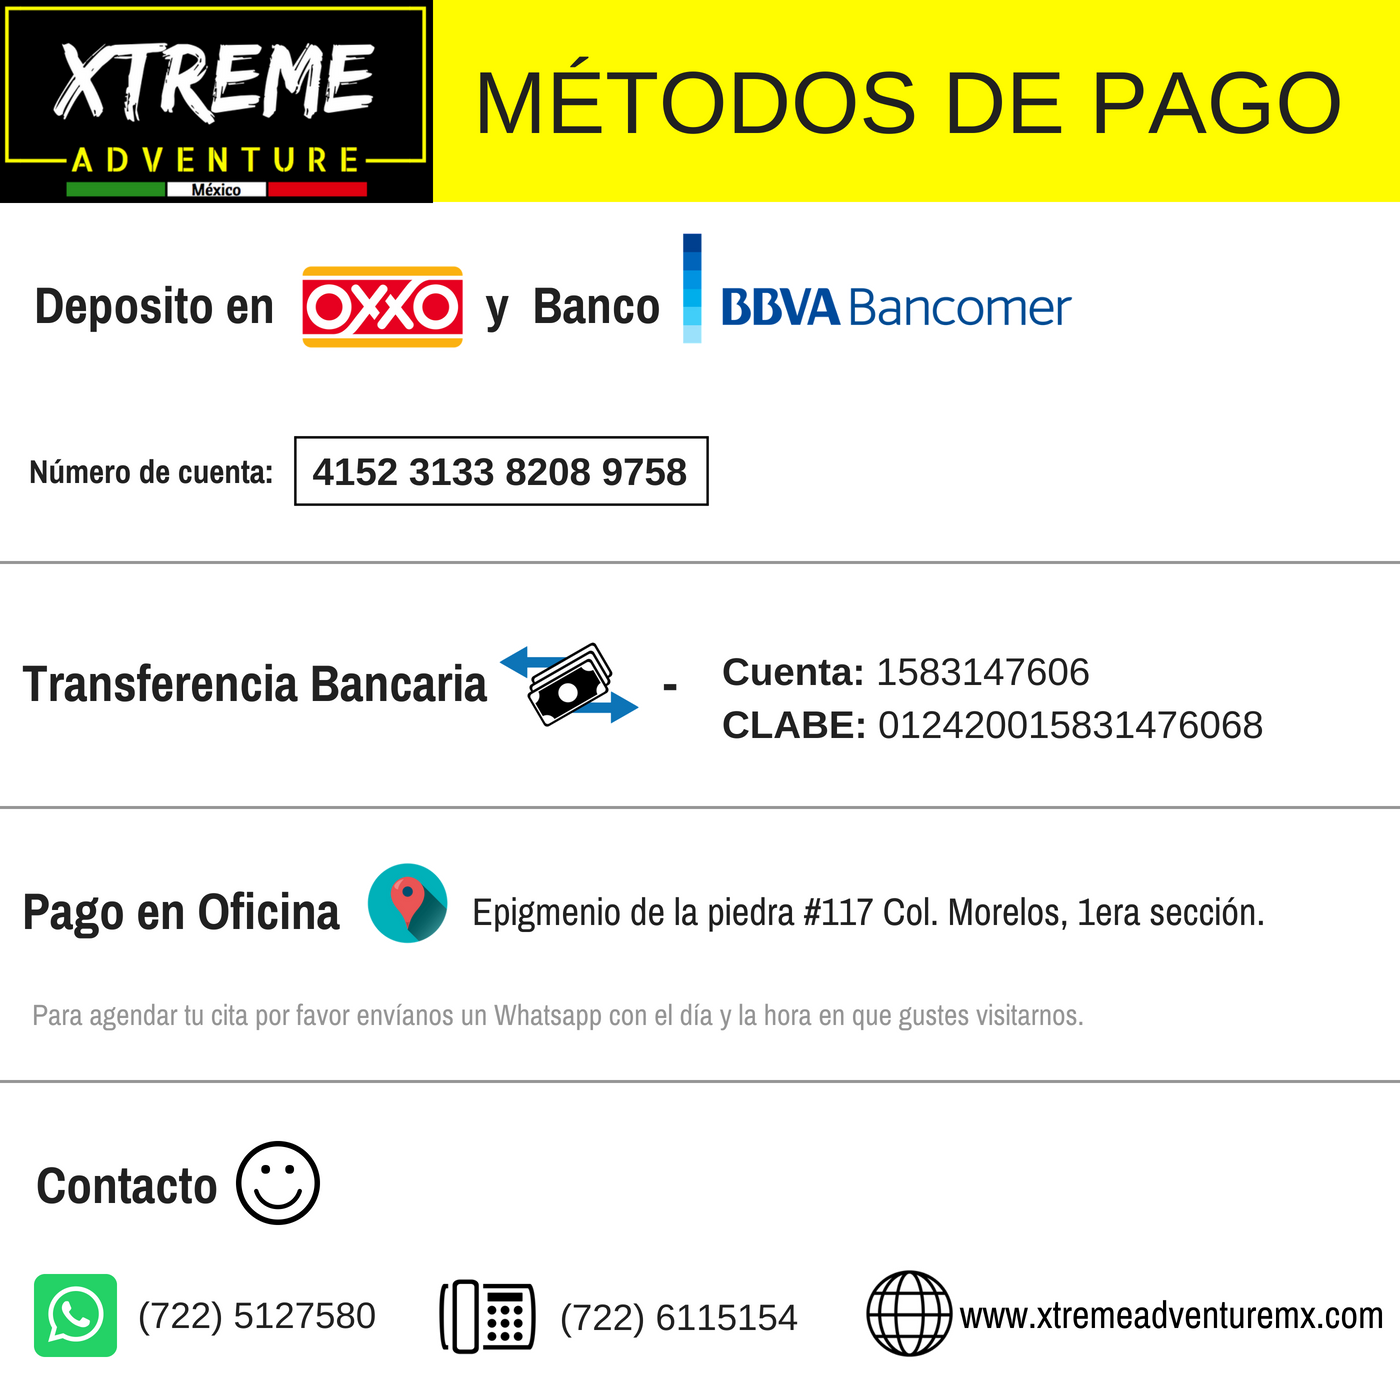 XTREME
ADVENTURE
México
MÉTODOS DE PAGO
Deposito en OXXO y Banco BBVA Bancomer
Número de cuenta: 4152 3133 8208 9758
Transferencia Bancaria - Cuenta: 1583147606
CLABE: 012420015831476068
Pago en Oficina Epigmenio de la piedra #117 Col. Morelos, 1era sección.
Para agendar tu cita por favor envíanos un Whatsapp con el día y la hora en que gustes visitarnos.
Contacto
(722) 5127580 (722) 6115154 www.xtremeadventuremx.com